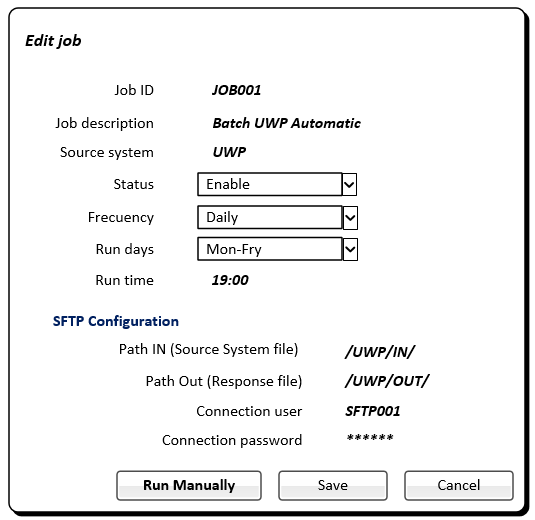 Edit job
Job ID JOB001
Job description Batch UWP Automatic
Source system UWP
Status Enable
Frecuency Daily
Run days Mon-Fry
Run time 19:00
SFTP Configuration
Path IN (Source System file) /UWP/IN/
Path Out (Response file) /UWP/OUT/
Connection user SFTP001
Connection password ******
Run Manually Save Cancel